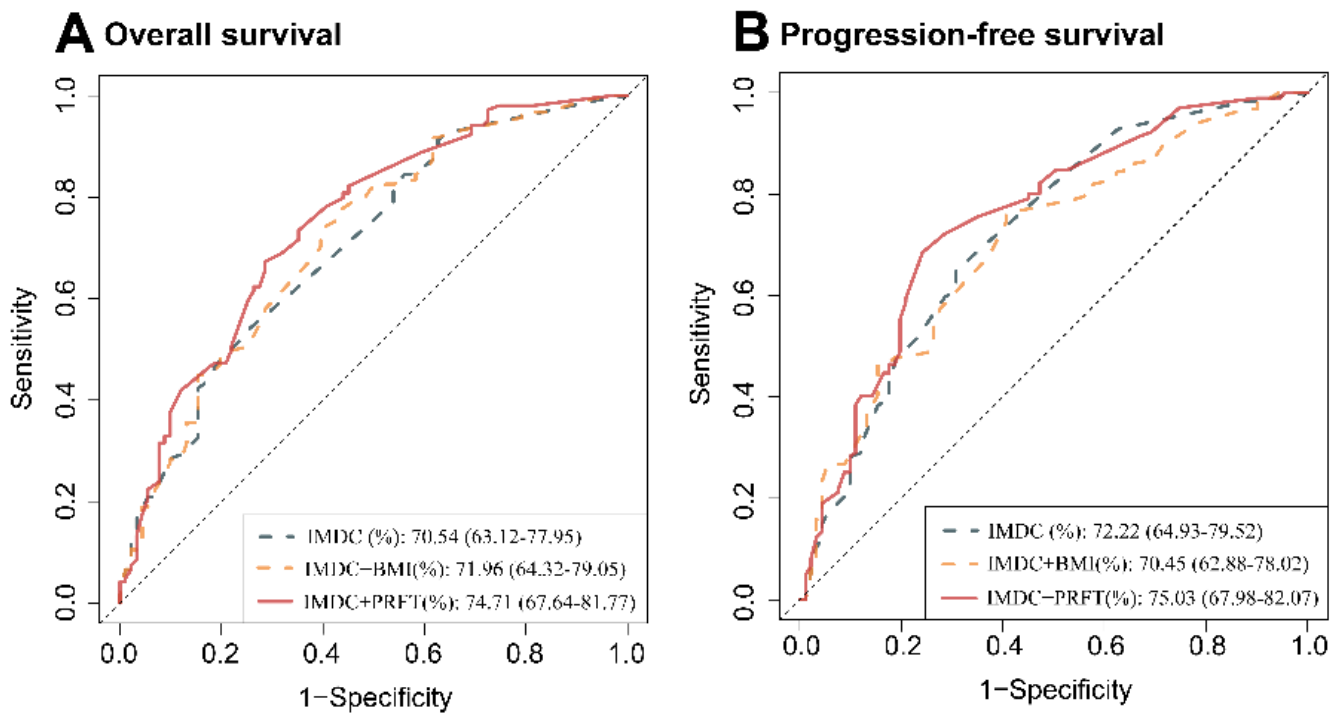 A Overall survival
Sensitivity
1.0
0.8
0.6
0.4
0.2
0.0
IMDC (%): 70.54 (63.12-77.95)
IMDC−BMI(%): 71.96 (64.32-79.05)
IMDC+PRFT(%): 74.71 (67.64-81.77)
0.0 0.2 0.4 0.6 0.8 1.0
1−Specificity
B Progression-free survival
Sensitivity
1.0
0.8
0.6
0.4
0.2
0.0
IMDC (%): 72.22 (64.93-79.52)
IMDC+BMI(%): 70.45 (62.88-78.02)
IMDC−PRFT(%): 75.03 (67.98-82.07)
0.0 0.2 0.4 0.6 0.8 1.0
1−Specificity